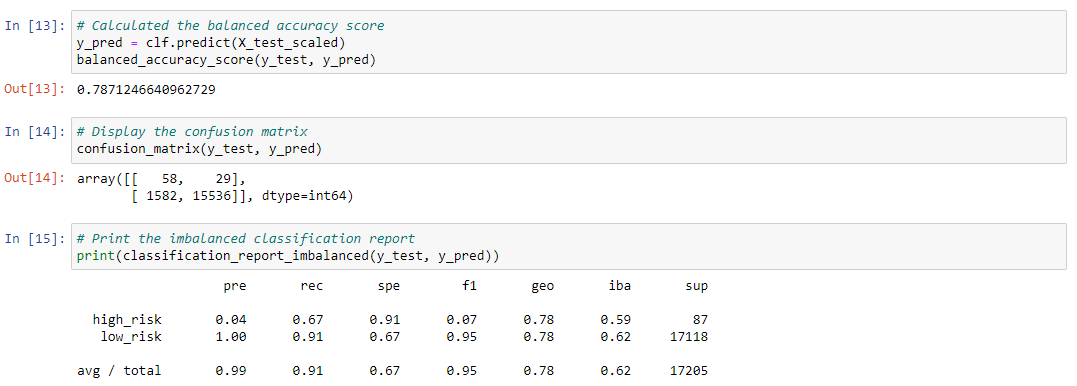 In [13]: # Calculated the balanced accuracy score
y_pred = clf.predict(X_test_scaled)
balanced_accuracy_score(y_test, y_pred)
Out[13]: 0.7871246640962729
In [14]: # Display the confusion matrix
confusion_matrix(y_test, y_pred)
Out[14]: array([[   58,    29],
       [ 1582, 15536]], dtype=int64)
In [15]: # Print the imbalanced classification report
print(classification_report_imbalanced(y_test, y_pred))
pre rec spe f1 geo iba sup
high_risk 0.04 0.67 0.91 0.07 0.78 0.59 87
low_risk 1.00 0.91 0.67 0.95 0.78 0.62 17118
avg / total 0.99 0.91 0.67 0.95 0.78 0.62 17205